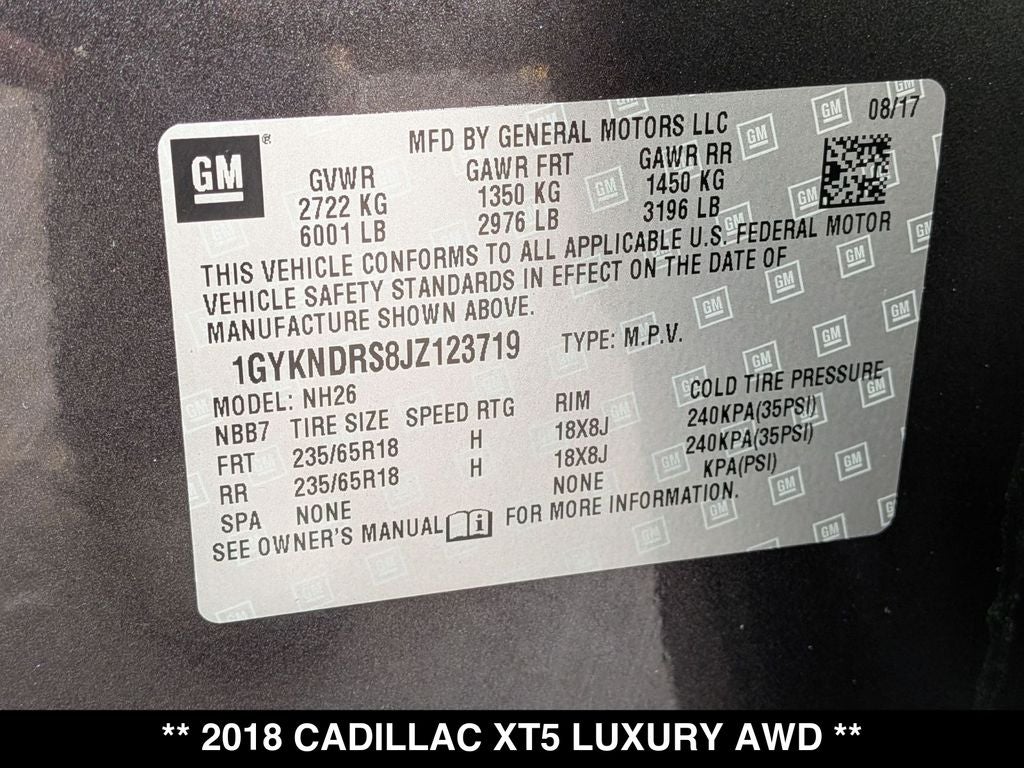 GM ®
MFD BY GENERAL MOTORS LLC 08/17
GVWR GAWR FRT GAWR RR
2722 KG 1350 KG 1450 KG
6001 LB 2976 LB 3196 LB
THIS VEHICLE CONFORMS TO ALL APPLICABLE U.S. FEDERAL MOTOR
VEHICLE SAFETY STANDARDS IN EFFECT ON THE DATE OF
MANUFACTURE SHOWN ABOVE.
1GYKNDRS8JZ123719 TYPE: M.P.V.
MODEL: NH26
NBB7 TIRE SIZE SPEED RTG RIM COLD TIRE PRESSURE
FRT 235/65R18 H 18X8J 240KPA(35PSI)
RR 235/65R18 H 18X8J 240KPA(35PSI)
SPA NONE NONE KPA(PSI)
SEE OWNER'S MANUAL i FOR MORE INFORMATION.
** 2018 CADILLAC XT5 LUXURY AWD **